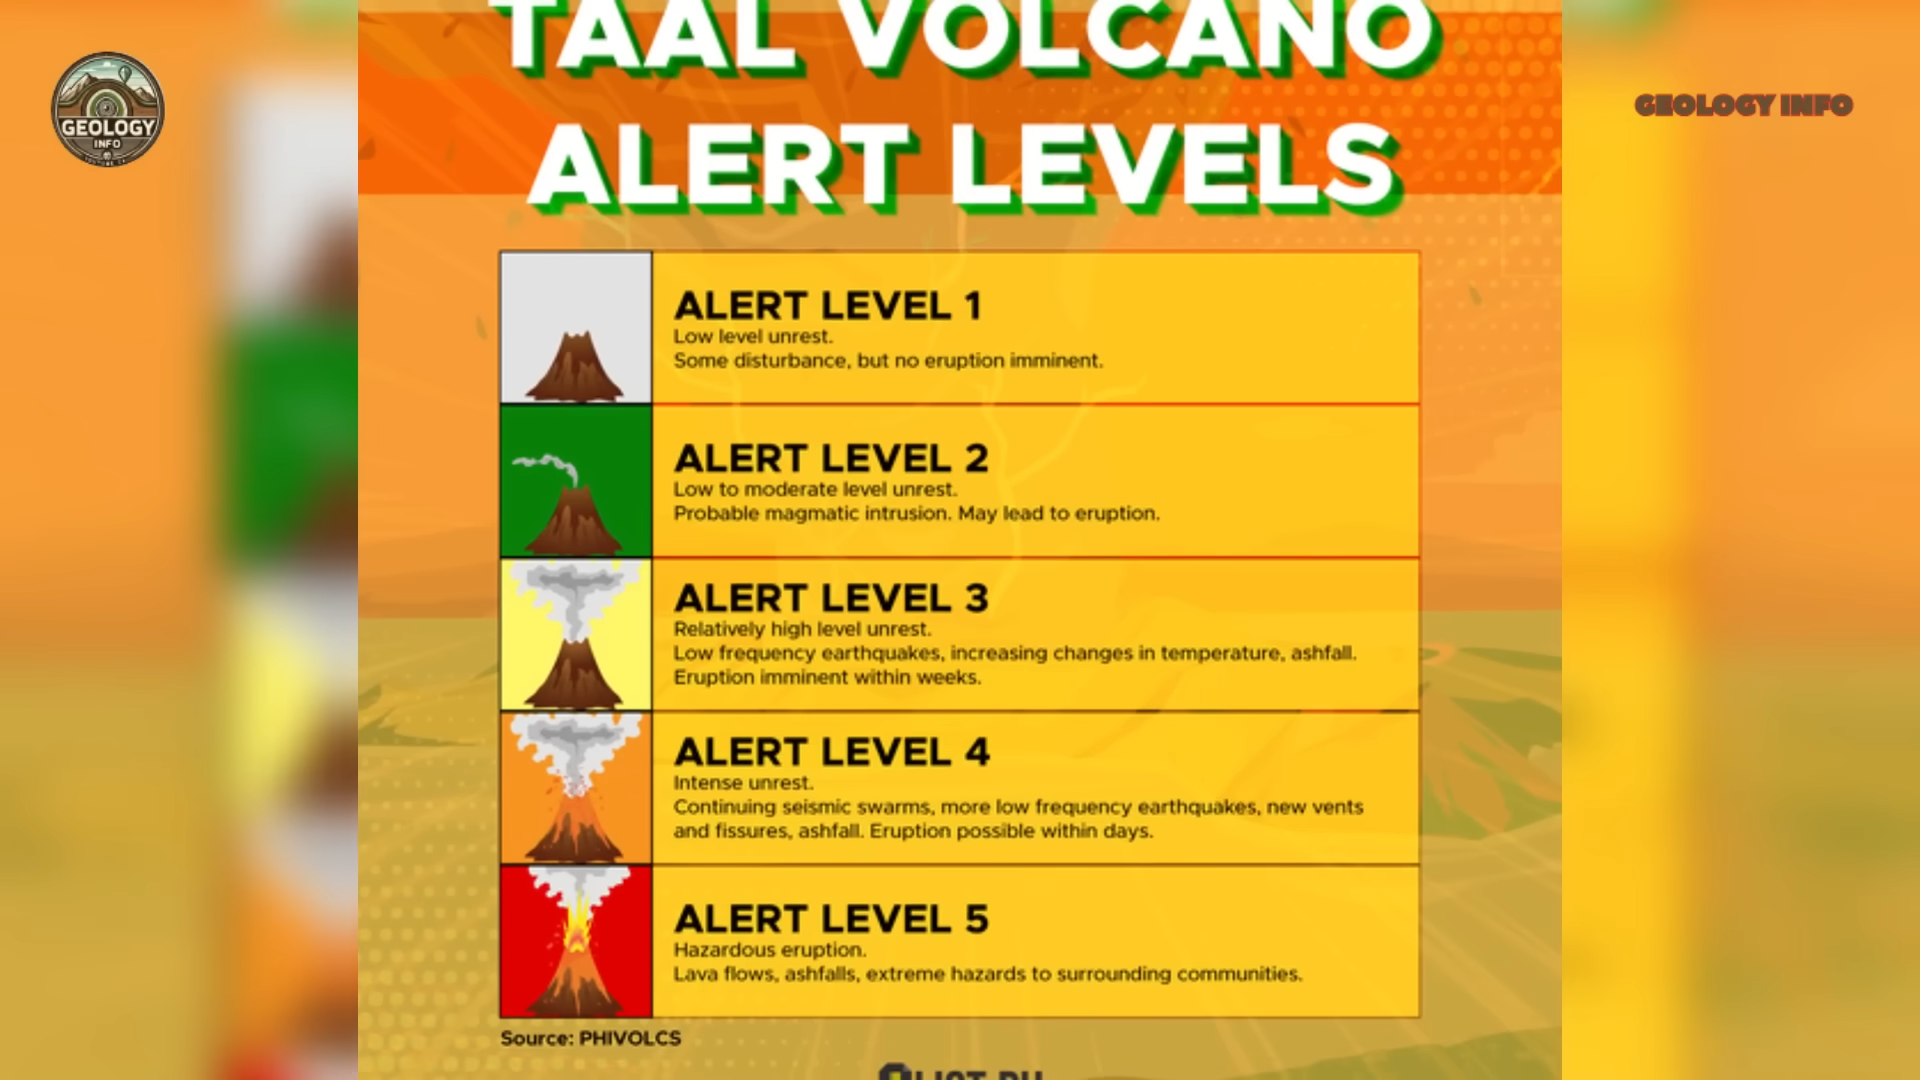 TAAL VOLCANO
ALERT LEVELS
GEOLOGY
INFO
GEOLOGY INFO
ALERT LEVEL 1
Low level unrest.
Some disturbance, but no eruption imminent.
ALERT LEVEL 2
Low to moderate level unrest.
Probable magmatic intrusion. May lead to eruption.
ALERT LEVEL 3
Relatively high level unrest.
Low frequency earthquakes, increasing changes in temperature, ashfall.
Eruption imminent within weeks.
ALERT LEVEL 4
Intense unrest.
Continuing seismic swarms, more low frequency earthquakes, new vents
and fissures, ashfall. Eruption possible within days.
ALERT LEVEL 5
Hazardous eruption.
Lava flows, ashfalls, extreme hazards to surrounding communities.
Source: PHIVOLCS